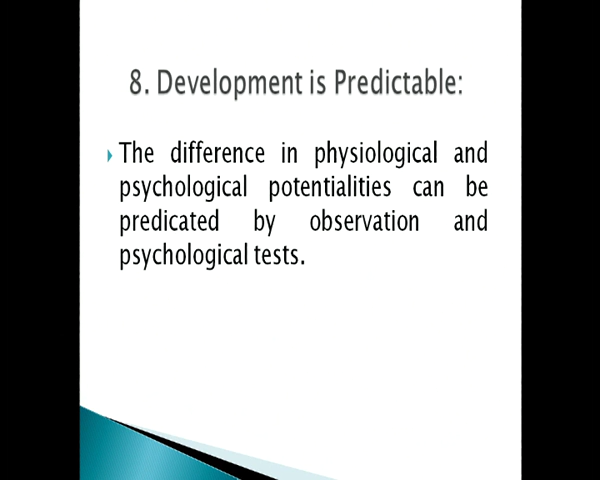 8. Development is Predictable:
The difference in physiological and
psychological potentialities can be
predicated by observation and
psychological tests.